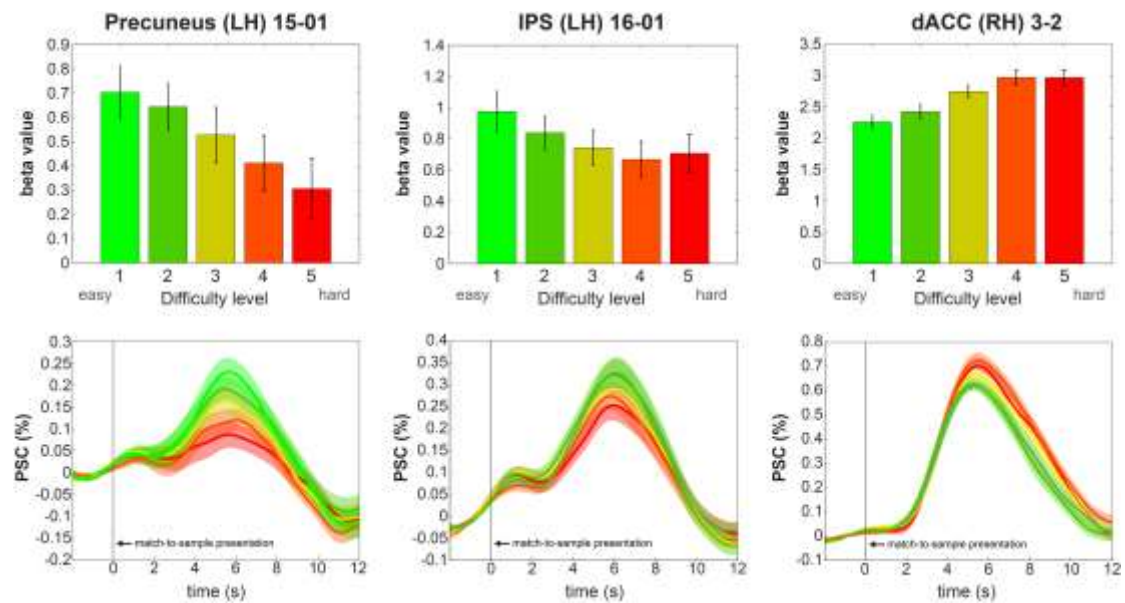 Precuneus (LH) 15-01
IPS (LH) 16-01
dACC (RH) 3-2
beta value
0.9
0.8
0.7
0.6
0.5
0.4
0.3
0.2
0.1
0
1 2 3 4 5
easy Difficulty level hard
beta value
1.4
1.2
1
0.8
0.6
0.4
0.2
0
1 2 3 4 5
easy Difficulty level hard
beta value
3.5
3
2.5
2
1.5
1
0.5
0
1 2 3 4 5
easy Difficulty level hard
PSC (%)
0.3
0.25
0.2
0.15
0.1
0.05
0
-0.05
-0.1
-0.15
-0.2
match-to-sample presentation
0 2 4 6 8 10 12
time (s)
PSC (%)
0.4
0.35
0.3
0.25
0.2
0.15
0.1
0.05
0
-0.05
-0.1
match-to-sample presentation
0 2 4 6 8 10 12
time (s)
PSC (%)
0.8
0.7
0.6
0.5
0.4
0.3
0.2
0.1
0
-0.1
match-to-sample presentation
0 2 4 6 8 10 12
time (s)